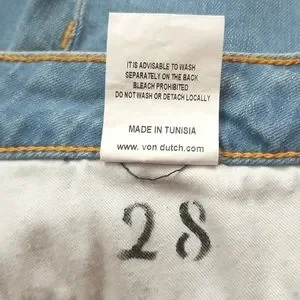 IT IS ADVISABLE TO WASH
SEPARATELY ON THE BACK
BLEACH PROHIBITED
DO NOT WASH OR DETACH LOCALLY
MADE IN TUNISIA
www. von dutch.com
28